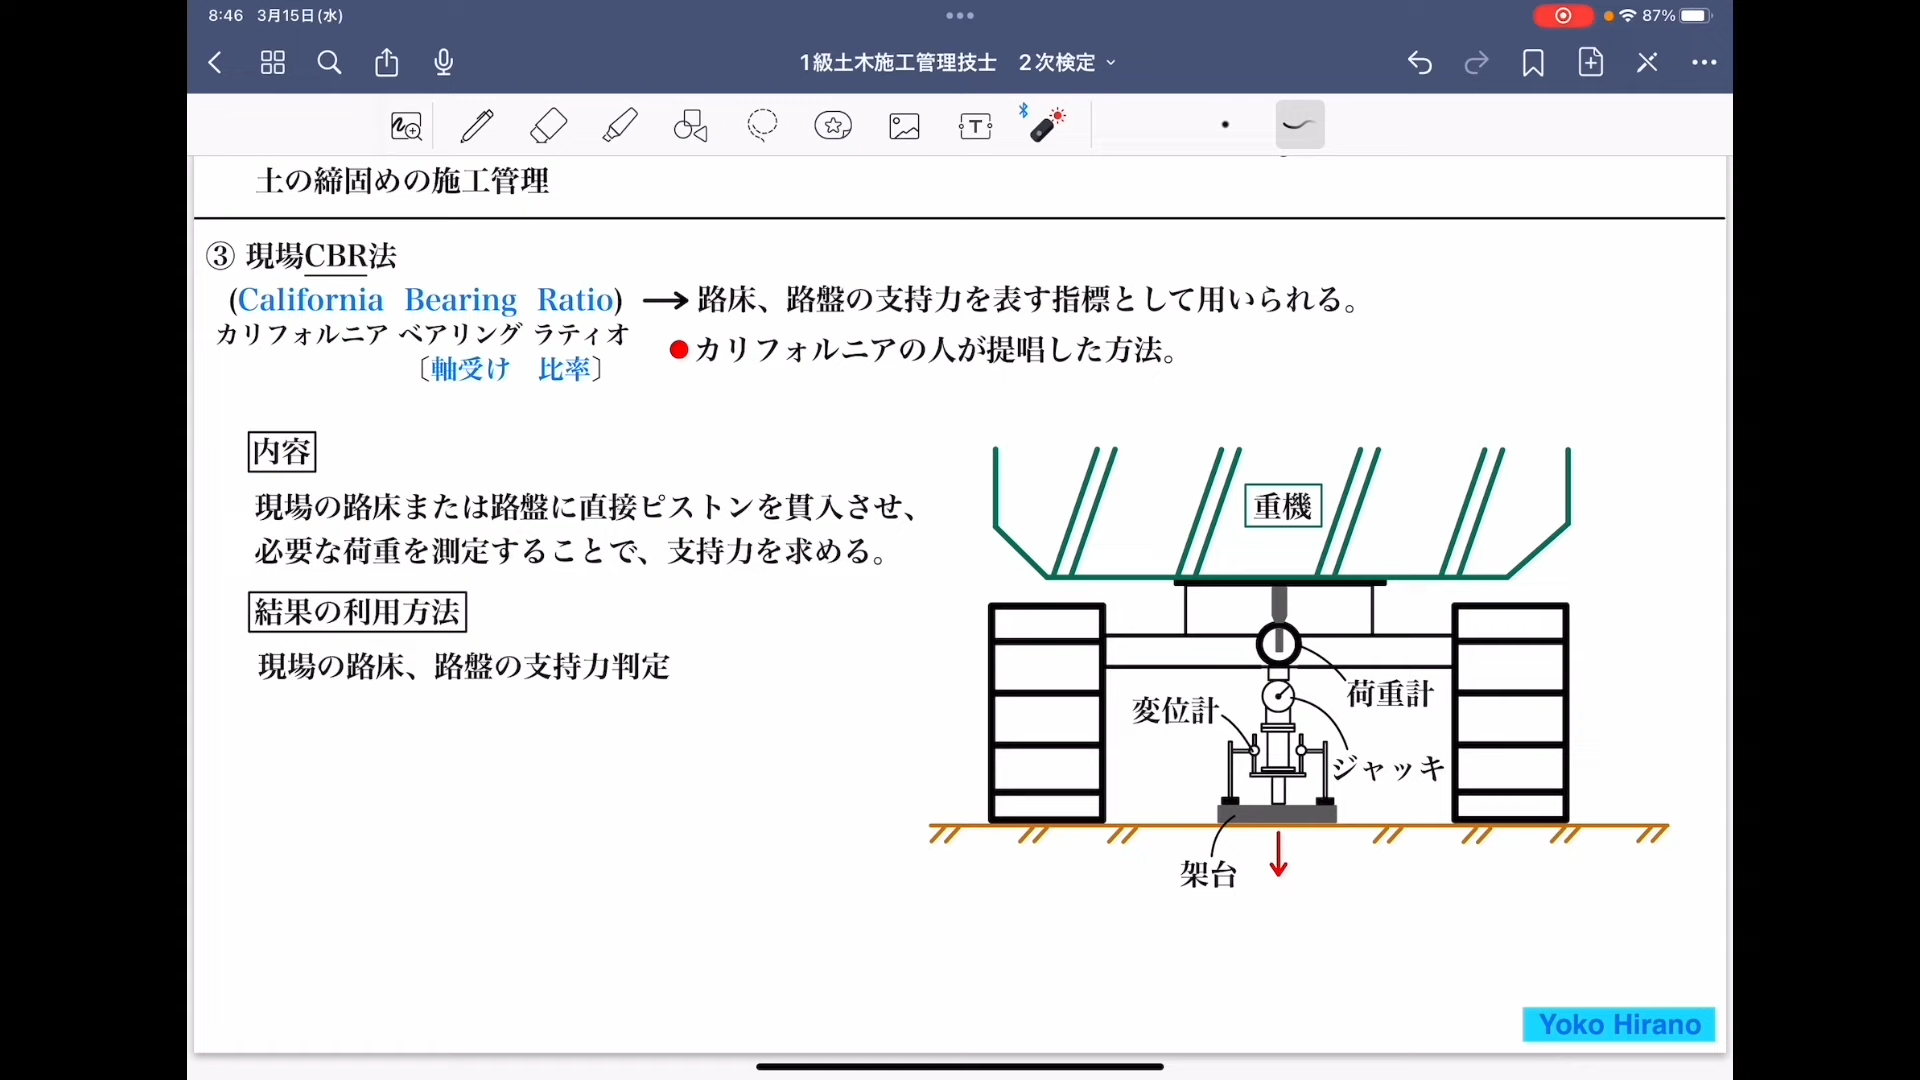 8:46 3月15日(水)
87%
1級土木施工管理技士 2次検定
土の締固めの施工管理
③ 現場CBR法
(California Bearing Ratio) → 路床、路盤の支持力を表す指標として用いられる。
カリフォルニア ベアリング ラティオ
●カリフォルニアの人が提唱した方法。
〔軸受け 比率〕
内容
現場の路床または路盤に直接ピストンを貫入させ、
必要な荷重を測定することで、支持力を求める。
結果の利用方法
現場の路床、路盤の支持力判定
重機
荷重計
変位計
ジャッキ
架台
Yoko Hirano